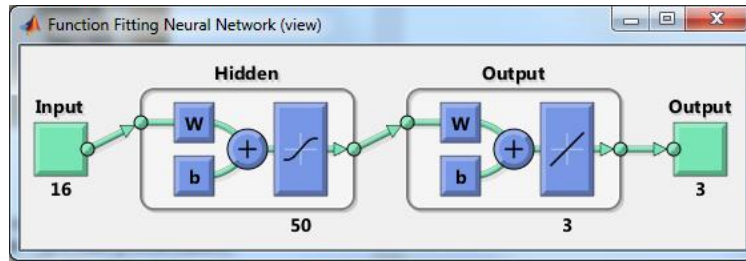 Function Fitting Neural Network (view)
Hidden
Output
Input
Output
W
b
W
b
16
50
3
3